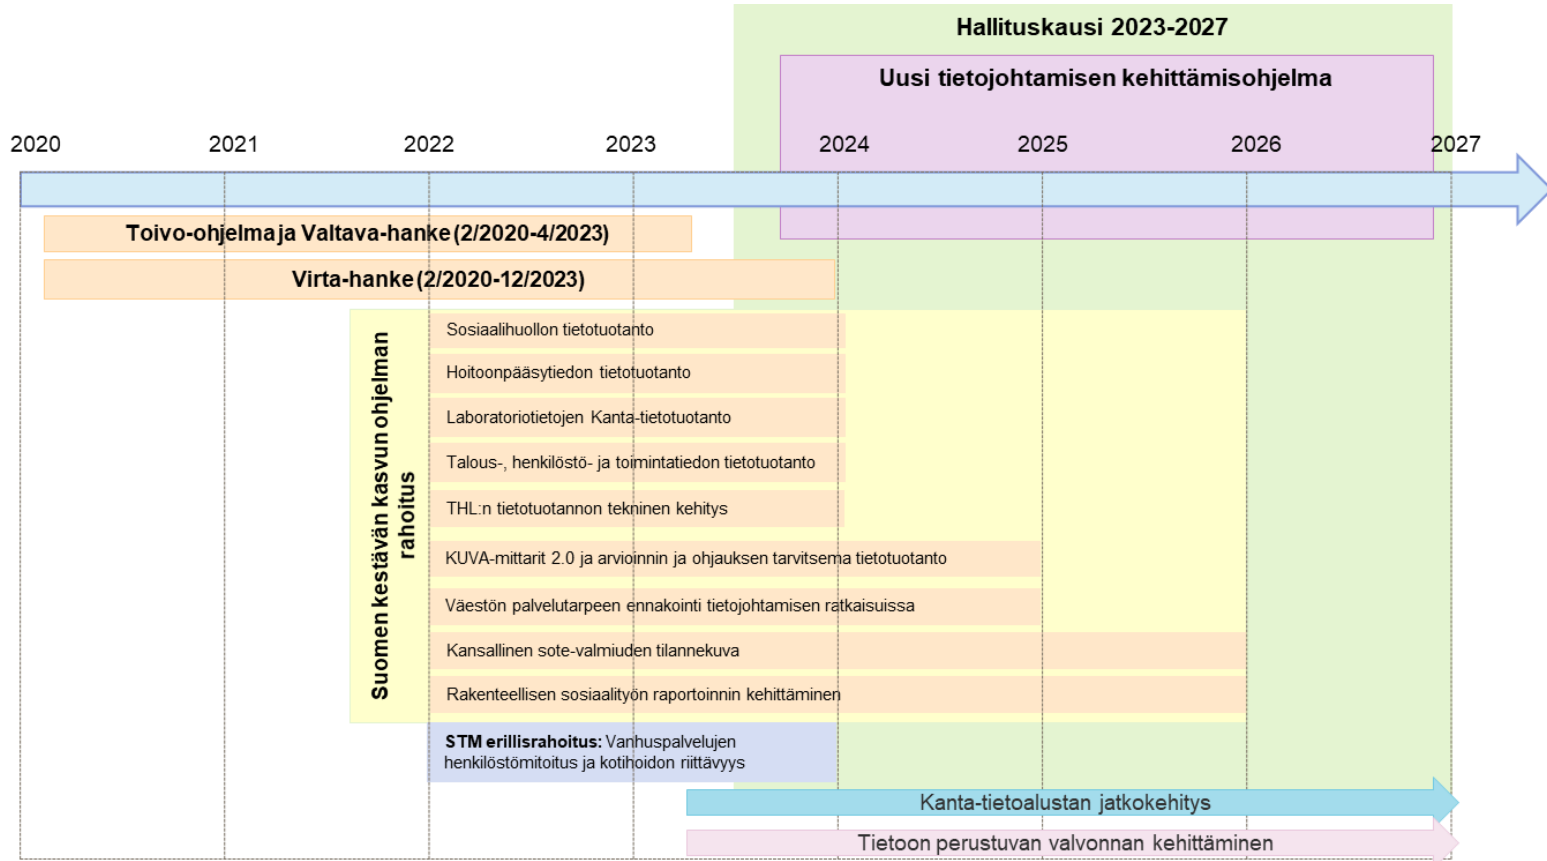 Hallituskausi 2023-2027
Uusi tietojohtamisen kehittämisohjelma
2020 2021 2022 2023 2024 2025 2026 2027
Toivo-ohjelma ja Valtava-hanke (2/2020-4/2023)
Virta-hanke (2/2020-12/2023)
Suomen kestävän kasvun ohjelman
rahoitus
Sosiaalihuollon tietotuotanto
Hoitoonpääsytiedon tietotuotanto
Laboratoriotietojen Kanta-tietotuotanto
Talous-, henkilöstö- ja toimintatiedon tietotuotanto
THL:n tietotuotannon tekninen kehitys
KUVA-mittarit 2.0 ja arvioinnin ja ohjauksen tarvitsema tietotuotanto
Väestön palvelutarpeen ennakointi tietojohtamisen ratkaisuissa
Kansallinen sote-valmiuden tilannekuva
Rakenteellisen sosiaalityön raportoinnin kehittäminen
STM erillisrahoitus: Vanhuspalvelujen
henkilöstömitoitus ja kotihoidon riittävyys
Kanta-tietoalustan jatkokehitys
Tietoon perustuvan valvonnan kehittäminen